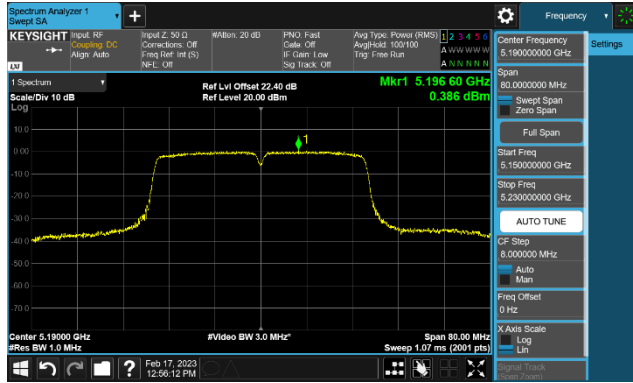 Spectrum Analyzer 1
Swept SA
Frequency
KEYSIGHT
Input: RF
Coupling: DC
Align: Auto
Input Z: 50 Ω
Corrections: Off
Freq Ref: Int (S)
NFE: Off
#Atten: 20 dB
PNO: Fast
Gate: Off
IF Gain: Low
Sig Track: Off
Avg Type: Power (RMS)
Avg|Hold: 100/100
Trig: Free Run
1 2 3 4 5 6
A W W W W W
A N N N N N
LXI
1 Spectrum
Scale/Div 10 dB
Log
Ref Lvl Offset 22.40 dB
Ref Level 20.00 dBm
Mkr1 5.196 60 GHz
0.386 dBm
10.0
0.00
-10.0
-20.0
-30.0
-40.0
-50.0
-60.0
-70.0
1
Center 5.19000 GHz
#Res BW 1.0 MHz
#Video BW 3.0 MHz*
Span 80.00 MHz
Sweep 1.07 ms (2001 pts)
Feb 17, 2023
12:56:12 PM
Center Frequency
5.190000000 GHz
Settings
Span
80.0000000 MHz
Swept Span
Zero Span
Full Span
Start Freq
5.150000000 GHz
Stop Freq
5.230000000 GHz
AUTO TUNE
CF Step
8.000000 MHz
Auto
Man
Freq Offset
0 Hz
X Axis Scale
Log
Lin
Signal Track
(Span Zoom)